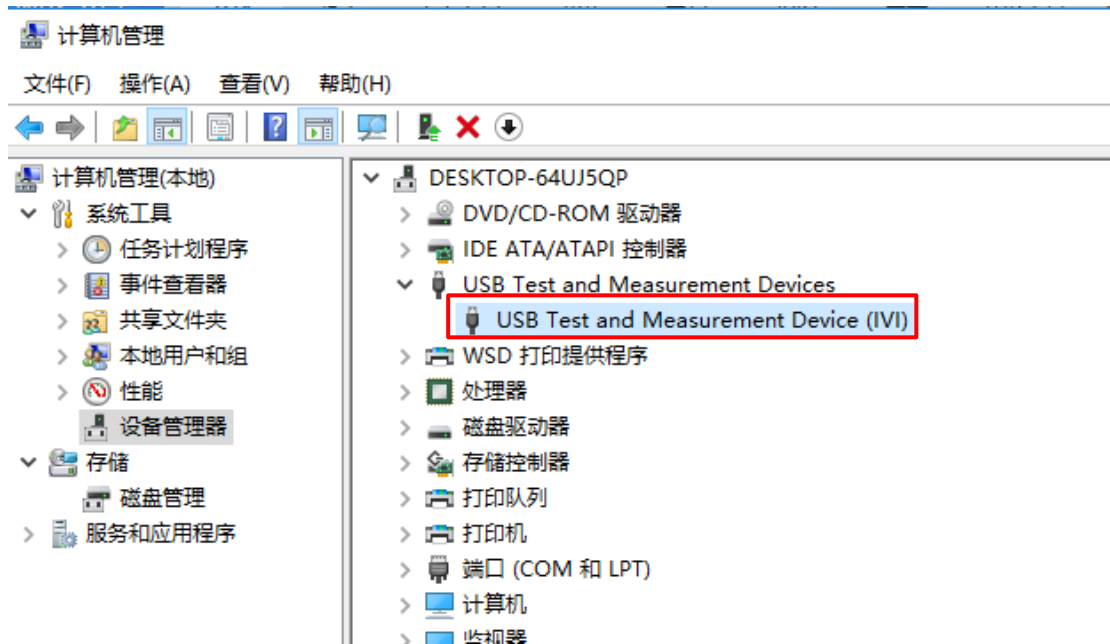 计算机管理
文件(F) 操作(A) 查看(V) 帮助(H)
计算机管理(本地)
系统工具
任务计划程序
事件查看器
共享文件夹
本地用户和组
性能
设备管理器
存储
磁盘管理
服务和应用程序
DESKTOP-64UJ5QP
DVD/CD-ROM 驱动器
IDE ATA/ATAPI 控制器
USB Test and Measurement Devices
USB Test and Measurement Device (IVI)
WSD 打印提供程序
处理器
磁盘驱动器
存储控制器
打印队列
打印机
端口 (COM 和 LPT)
计算机
监视器